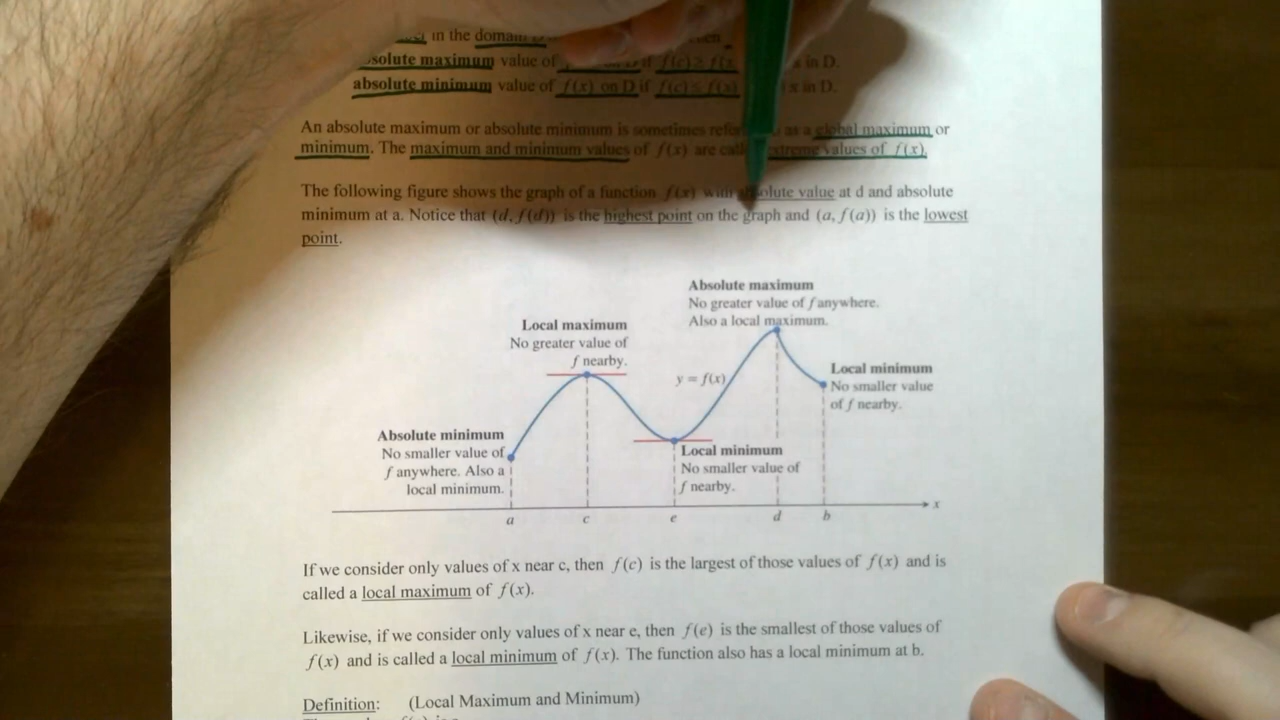 in the domain
absolute maximum value of if f(c) ≥ f(x) x in D.
absolute minimum value of f(x) on D if f(c) ≤ f(x) x in D.
An absolute maximum or absolute minimum is sometimes as a global maximum or
minimum. The maximum and minimum values of f(x) are extreme values of f(x).
The following figure shows the graph of a function f(x) with absolute value at d and absolute
minimum at a. Notice that (d, f(d)) is the highest point on the graph and (a, f(a)) is the lowest
point.
Absolute maximum
No greater value of f anywhere.
Also a local maximum.
Local maximum
No greater value of
f nearby.
y = f(x)
Local minimum
No smaller value
of f nearby.
Absolute minimum
No smaller value of
f anywhere. Also a
local minimum.
Local minimum
No smaller value of
f nearby.
a c e d b x
If we consider only values of x near c, then f(c) is the largest of those values of f(x) and is
called a local maximum of f(x).
Likewise, if we consider only values of x near e, then f(e) is the smallest of those values of
f(x) and is called a local minimum of f(x). The function also has a local minimum at b.
Definition: (Local Maximum and Minimum)